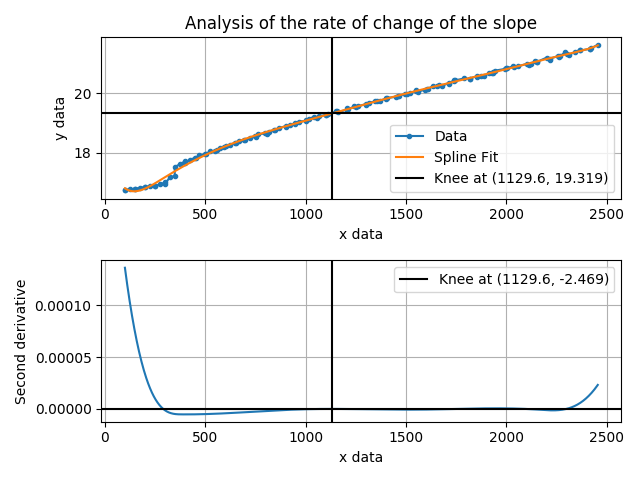 Analysis of the rate of change of the slope
y data
20
18
Data
Spline Fit
Knee at (1129.6, 19.319)
0
500
1000
1500
2000
2500
x data
Second derivative
0.00010
0.00005
0.00000
Knee at (1129.6, -2.469)
0
500
1000
1500
2000
2500
x data